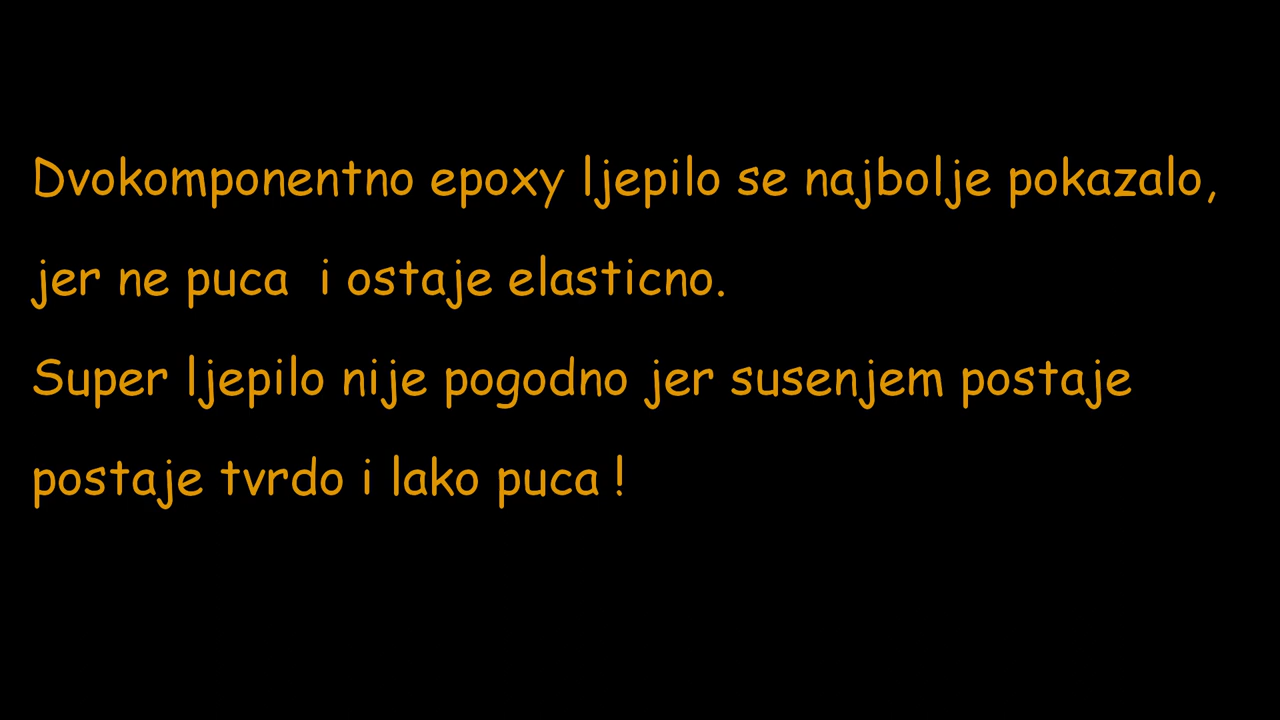 Dvokomponentno epoxy ljepilo se najbolje pokazalo,
jer ne puca  i ostaje elasticno.
Super ljepilo nije pogodno jer susenjem postaje
postaje tvrdo i lako puca !